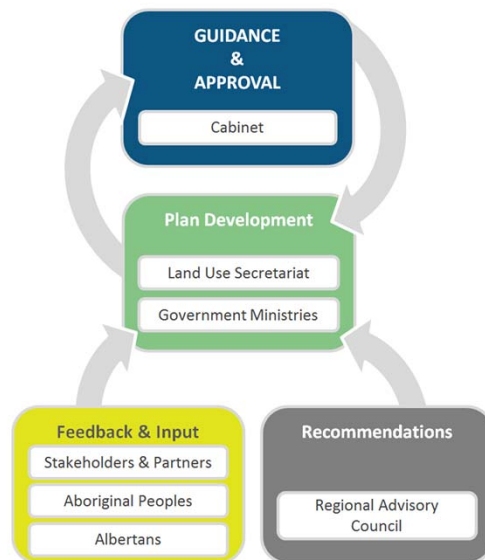 GUIDANCE
&
APPROVAL
Cabinet
Plan Development
Land Use Secretariat
Government Ministries
Feedback & Input
Stakeholders & Partners
Aboriginal Peoples
Albertans
Recommendations
Regional Advisory
Council